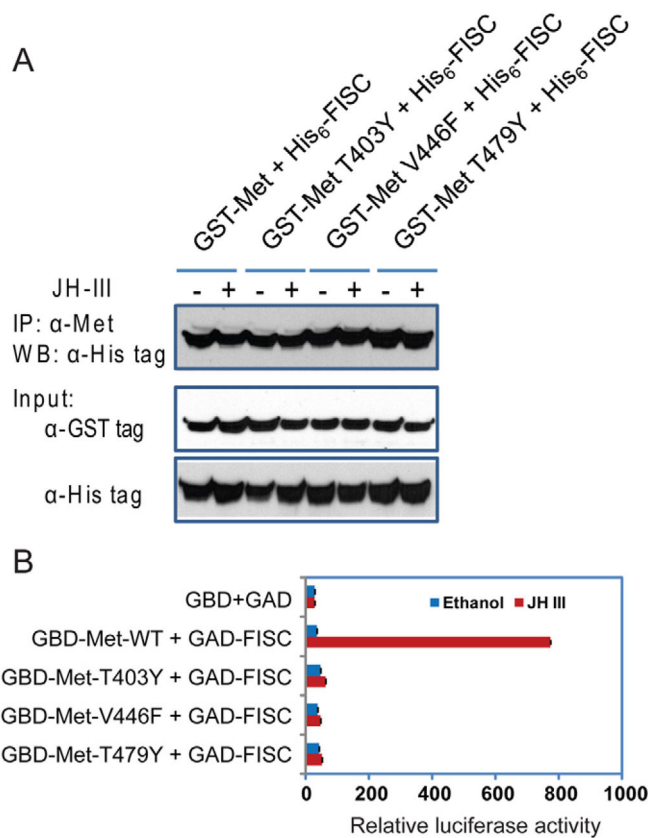 A
GST-Met + His6-FISC
GST-Met T403Y + His6-FISC
GST-Met V446F + His6-FISC
GST-Met T479Y + His6-FISC
JH-III - + - + - + - +
IP: α-Met
WB: α-His tag
Input:
α-GST tag
α-His tag
B
GBD+GAD
Ethanol JH III
GBD-Met-WT + GAD-FISC
GBD-Met-T403Y + GAD-FISC
GBD-Met-V446F + GAD-FISC
GBD-Met-T479Y + GAD-FISC
0 200 400 600 800 1000
Relative luciferase activity